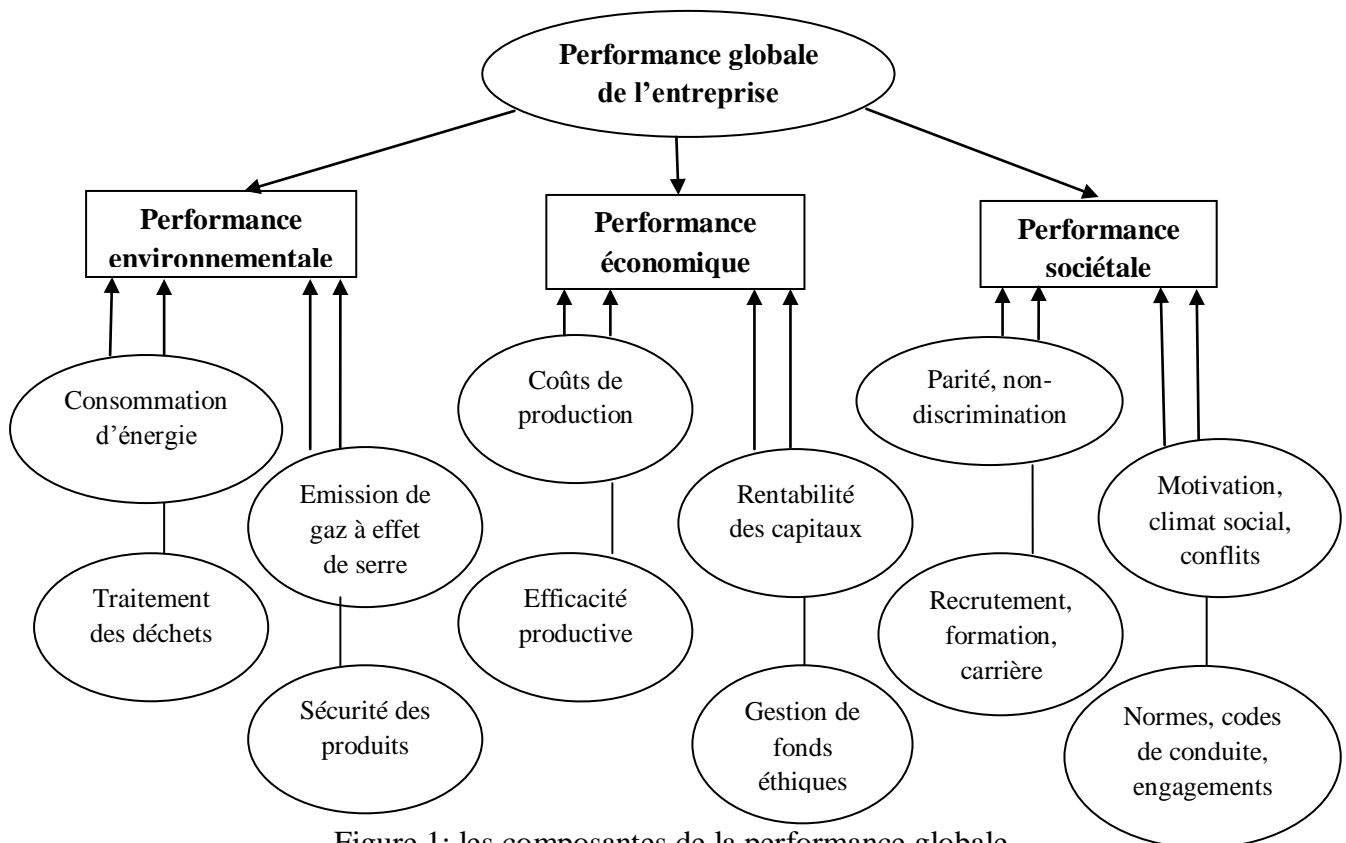 Performance globale
de l’entreprise
Performance
environnementale
Performance
économique
Performance
sociétale
Consommation
d’énergie
Emission de
gaz à effet
de serre
Traitement
des déchets
Sécurité des
produits
Coûts de
production
Rentabilité
des capitaux
Efficacité
productive
Gestion de
fonds
éthiques
Parité, non-
discrimination
Motivation,
climat social,
conflits
Recrutement,
formation,
carrière
Normes, codes
de conduite,
engagements
Figure 1: les composantes de la performance globale